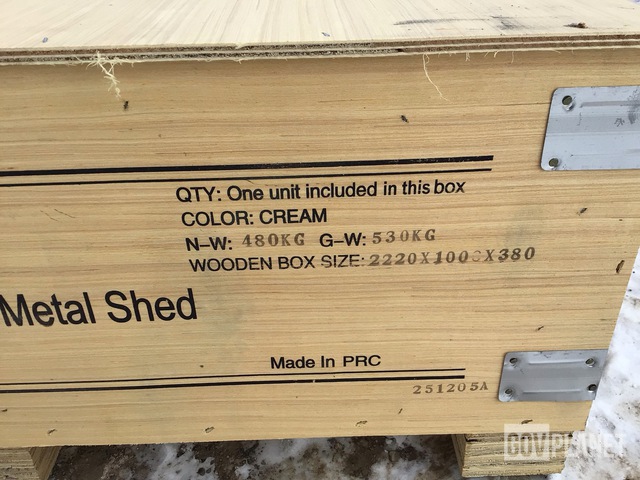 QTY: One unit included in this box
COLOR: CREAM
N-W: 480KG G-W: 530KG
WOODEN BOX SIZE:
Metal Shed
Made In PRC
251205A
GOVPLANET